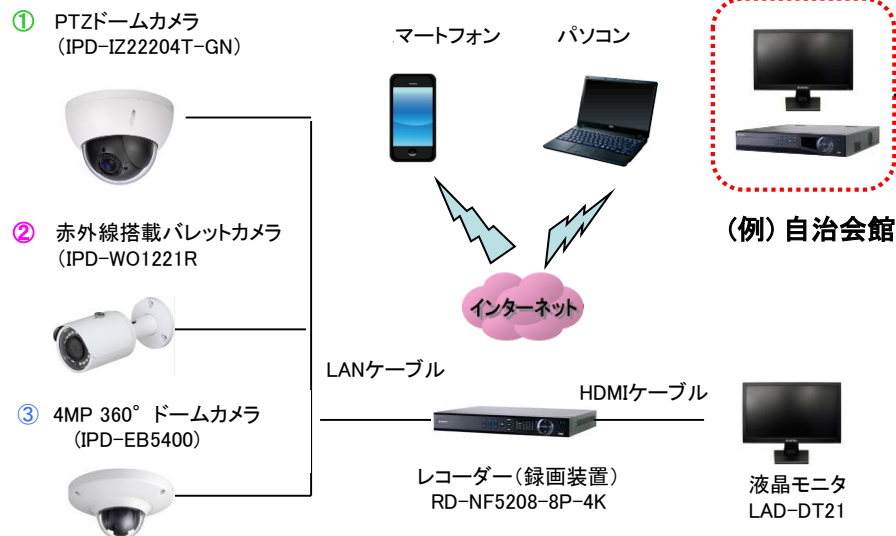 ① PTZドームカメラ
(IPD-IZ22204T-GN)
マートフォン
パソコン
(例) 自治会館
② 赤外線搭載バレットカメラ
(IPD-WO1221R
インターネット
LANケーブル
HDMIケーブル
③ 4MP 360°ドームカメラ
(IPD-EB5400)
レコーダー(録画装置)
RD-NF5208-8P-4K
液晶モニタ
LAD-DT21